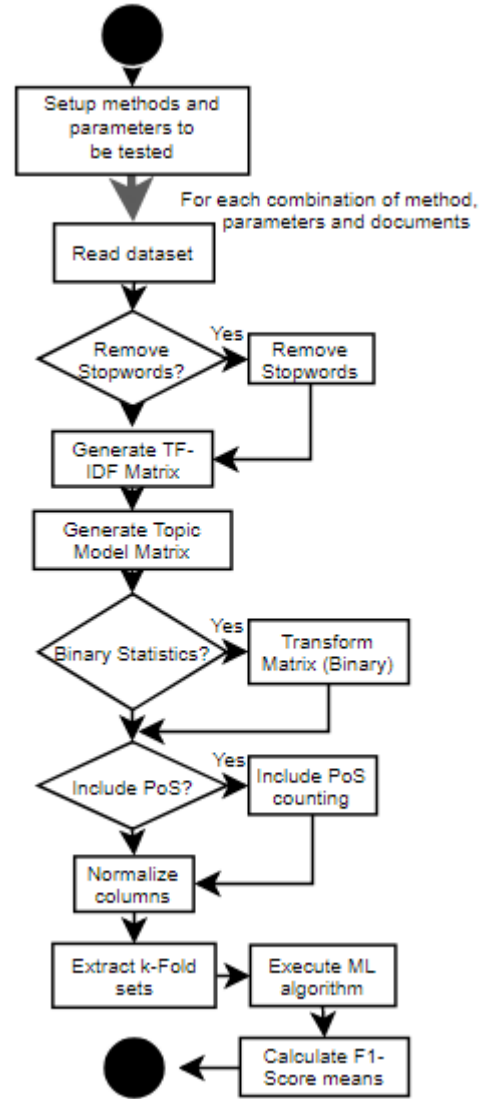 Setup methods and
parameters to
be tested
For each combination of method,
parameters and documents
Read dataset
Remove
Stopwords?
Yes
Remove
Stopwords
Generate TF-
IDF Matrix
Generate Topic
Model Matrix
Binary Statistics?
Yes
Transform
Matrix (Binary)
Include PoS?
Yes
Include PoS
counting
Normalize
columns
Extract k-Fold
sets
Execute ML
algorithm
Calculate F1-
Score means